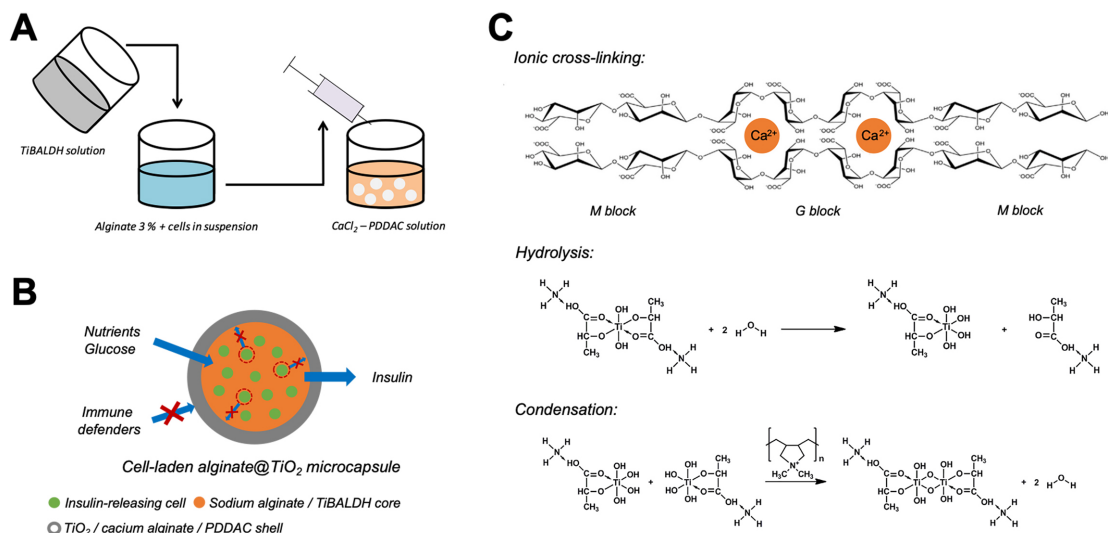 A
TiBALDH solution
Alginate 3 % + cells in suspension
CaCl2 – PDDAC solution
B
Nutrients
Glucose
Immune
defenders
Insulin
Cell-laden alginate@TiO2 microcapsule
Insulin-releasing cell
Sodium alginate / TiBALDH core
TiO2 / cacium alginate / PDDAC shell
C
Ionic cross-linking:
Ca2+
Ca2+
M block
G block
M block
Hydrolysis:
+ 2
+
Condensation:
n
+
+ 2